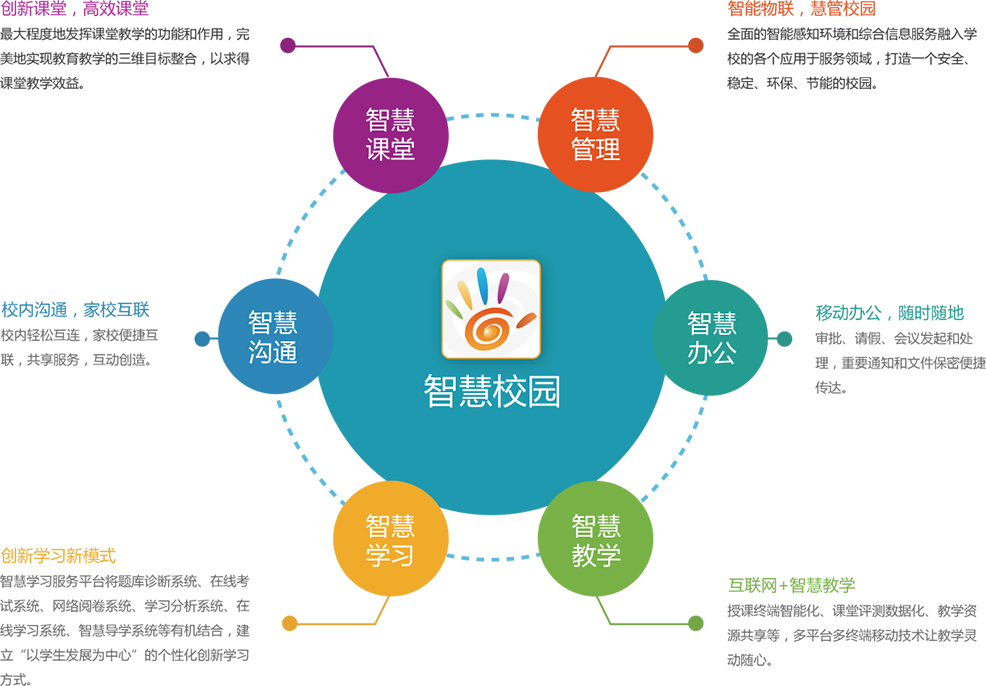 创新课堂，高效课堂
最大程度地发挥课堂教学的功能和作用，完
美地实现教育教学的三维目标整合，以求得
课堂教学效益。
智能物联，慧管校园
全面的智能感知环境和综合信息服务融入学
校的各个应用于服务领域，打造一个安全、
稳定、环保、节能的校园。
智慧
课堂
智慧
管理
校内沟通，家校互联
校内轻松互连，家校便捷互
联，共享服务，互动创造。
智慧
沟通
智慧校园
智慧
办公
移动办公，随时随地
审批、请假、会议发起和处
理，重要通知和文件保密便捷
传达。
智慧
学习
智慧
教学
创新学习新模式
智慧学习服务平台将题库诊断系统、在线考
试系统、网络阅卷系统、学习分析系统、在
线学习系统、智慧导学系统等有机结合，建
立“以学生发展为中心”的个性化创新学习
方式。
互联网+智慧教学
授课终端智能化、课堂评测数据化、教学资
源共享等，多平台多终端移动技术让教学灵
动随心。